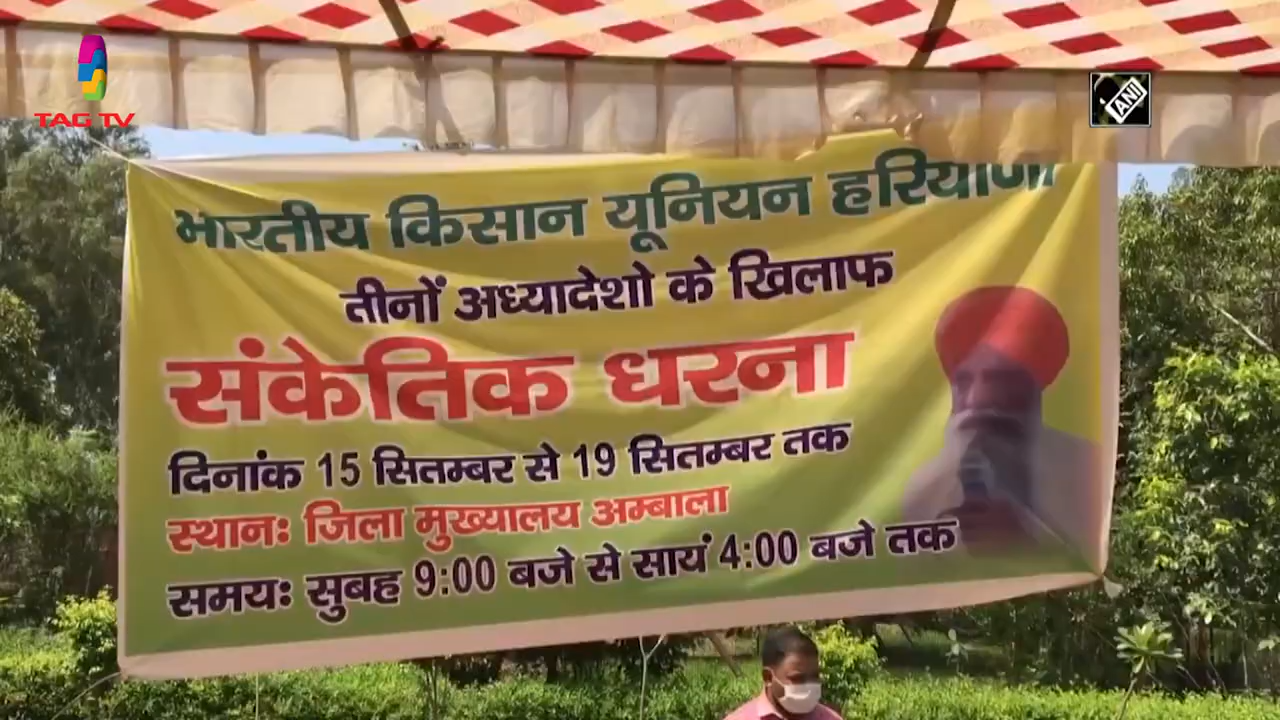 TAG TV
ANI
भारतीय किसान यूनियन हरियाणा
तीनों अध्यादेशो के खिलाफ
संकेतिक धरना
दिनांक 15 सितम्बर से 19 सितम्बर तक
स्थानः जिला मुख्यालय अम्बाला
समयः सुबह 9:00 बजे से सायं 4:00 बजे तक